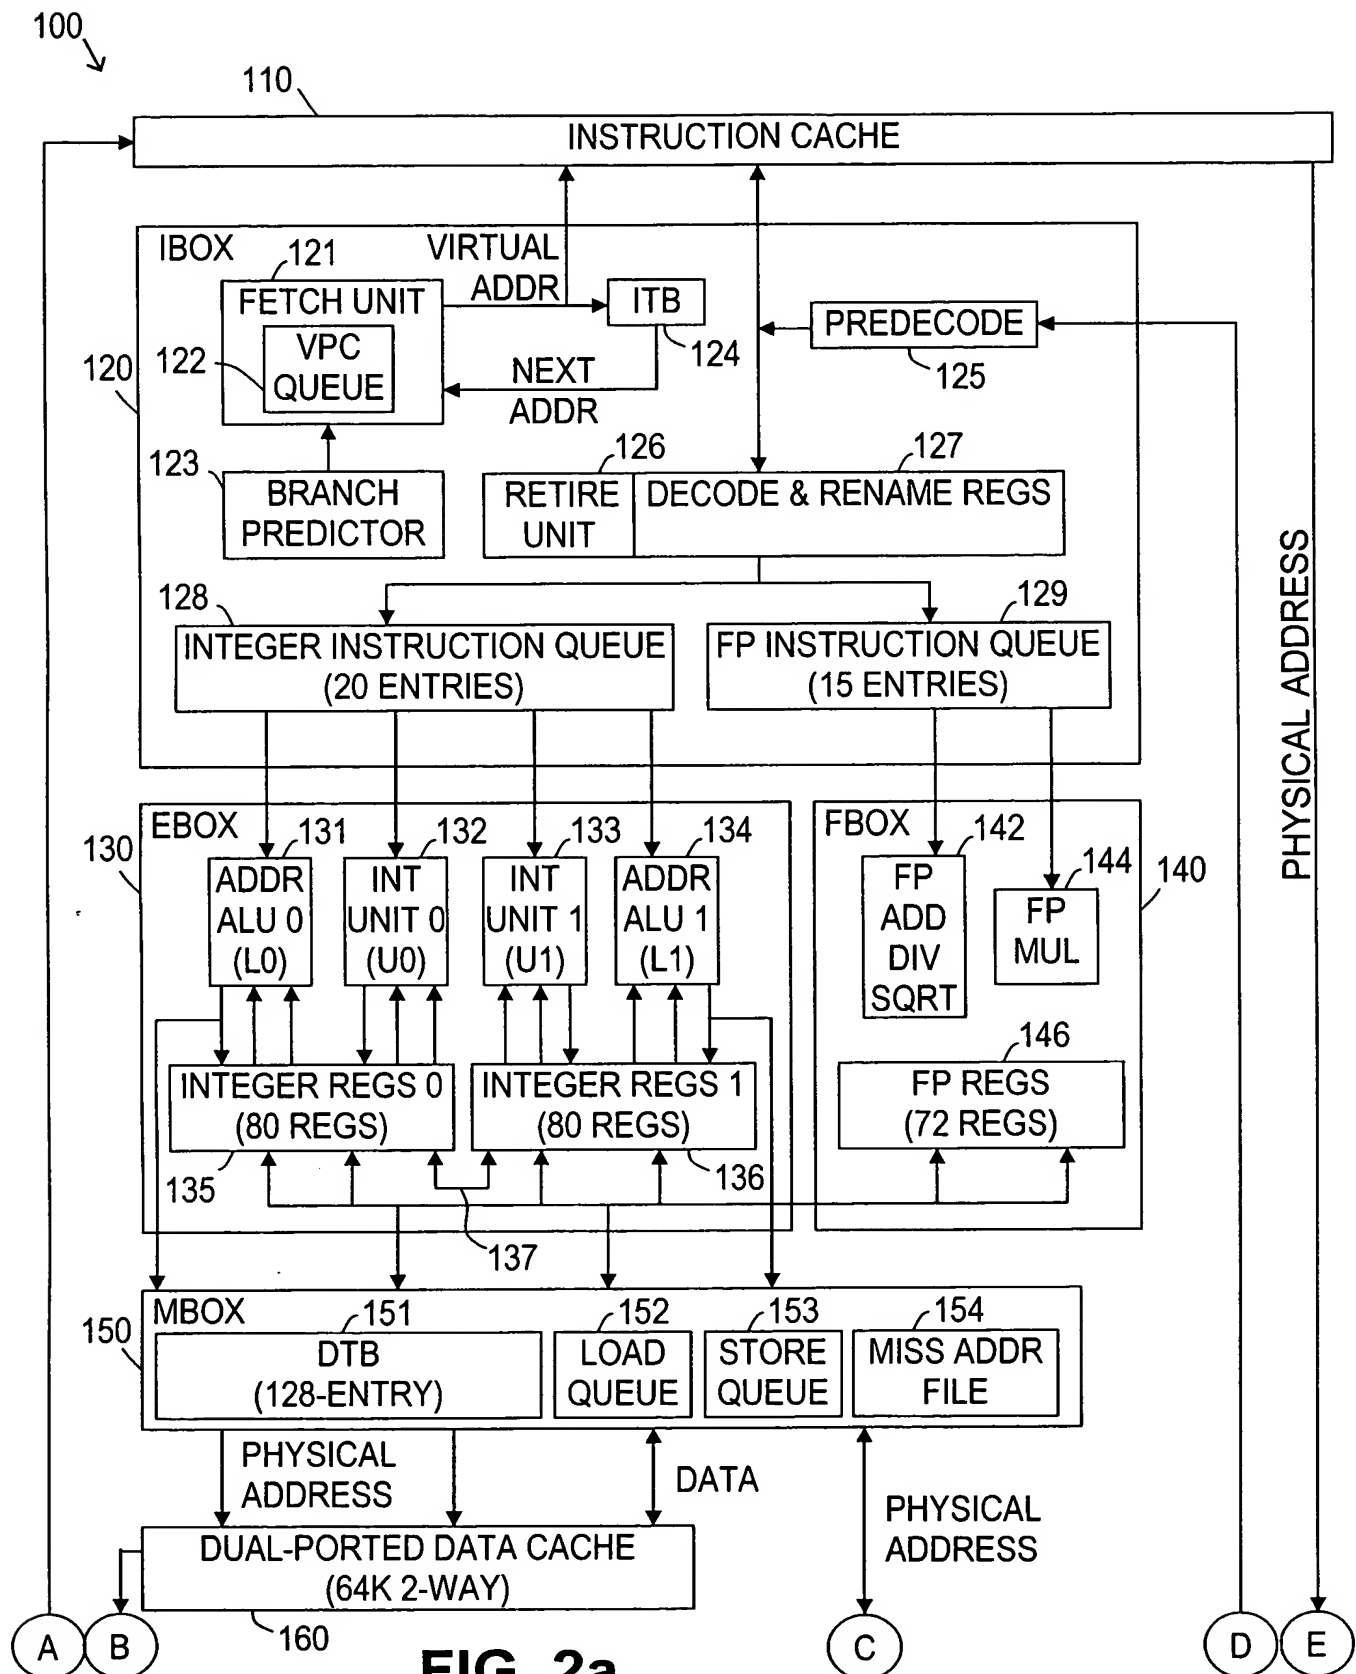 100
110
INSTRUCTION CACHE
IBOX
121
VIRTUAL
ADDR
FETCH UNIT
ITB
PREDECODE
VPC
QUEUE
122
124
125
120
NEXT
ADDR
123
126
127
BRANCH
PREDICTOR
RETIRE
UNIT
DECODE & RENAME REGS
128
129
INTEGER INSTRUCTION QUEUE
(20 ENTRIES)
FP INSTRUCTION QUEUE
(15 ENTRIES)
PHYSICAL ADDRESS
EBOX
131
132
133
134
FBOX
142
130
144
140
ADDR
ALU 0
(L0)
INT
UNIT 0
(U0)
INT
UNIT 1
(U1)
ADDR
ALU 1
(L1)
FP
ADD
DIV
SQRT
FP
MUL
146
INTEGER REGS 0
(80 REGS)
INTEGER REGS 1
(80 REGS)
FP REGS
(72 REGS)
135
136
137
MBOX
151
152
153
154
150
DTB
(128-ENTRY)
LOAD
QUEUE
STORE
QUEUE
MISS ADDR
FILE
PHYSICAL
ADDRESS
DATA
PHYSICAL
ADDRESS
DUAL-PORTED DATA CACHE
(64K 2-WAY)
160
A
B
C
D
E
FIG. 2a